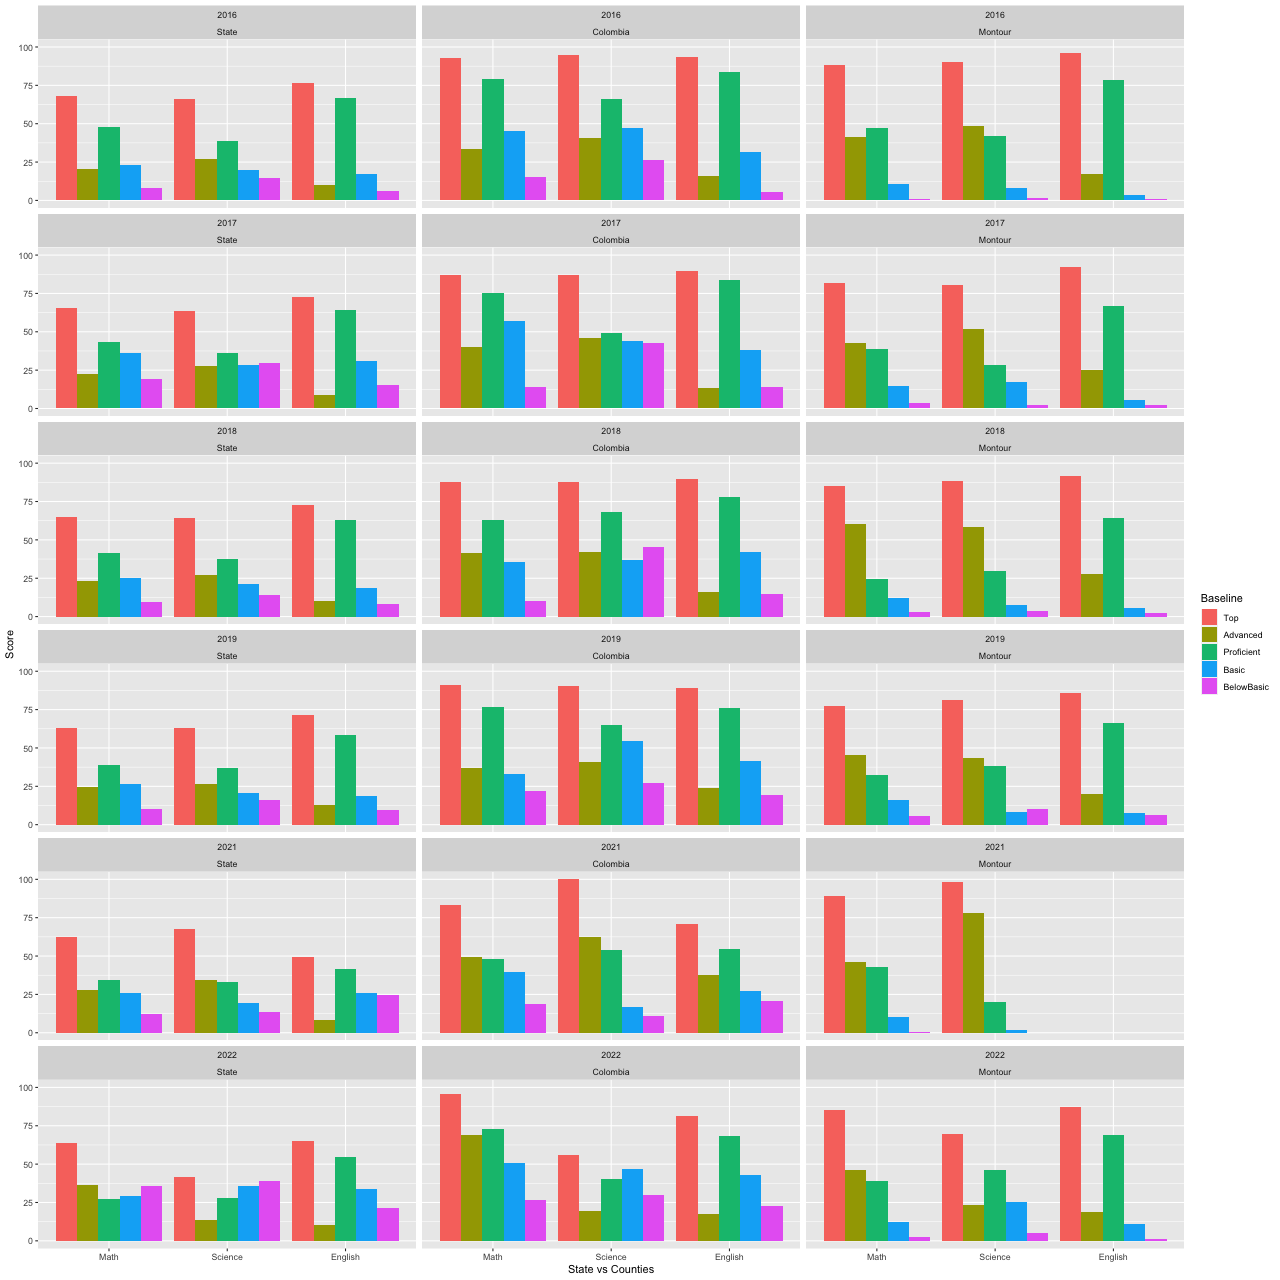 2016 2016 2016
State Colombia Montour
100
75
50
25
0
2017 2017 2017
State Colombia Montour
100
75
50
25
0
2018 2018 2018
State Colombia Montour
100
75
50
25
0
2019 2019 2019
State Colombia Montour
100
75
50
25
0
2021 2021 2021
State Colombia Montour
100
75
50
25
0
2022 2022 2022
State Colombia Montour
100
75
50
25
0
Math Science English Math Science English Math Science English
State vs Counties
Score
Baseline
Top
Advanced
Proficient
Basic
BelowBasic